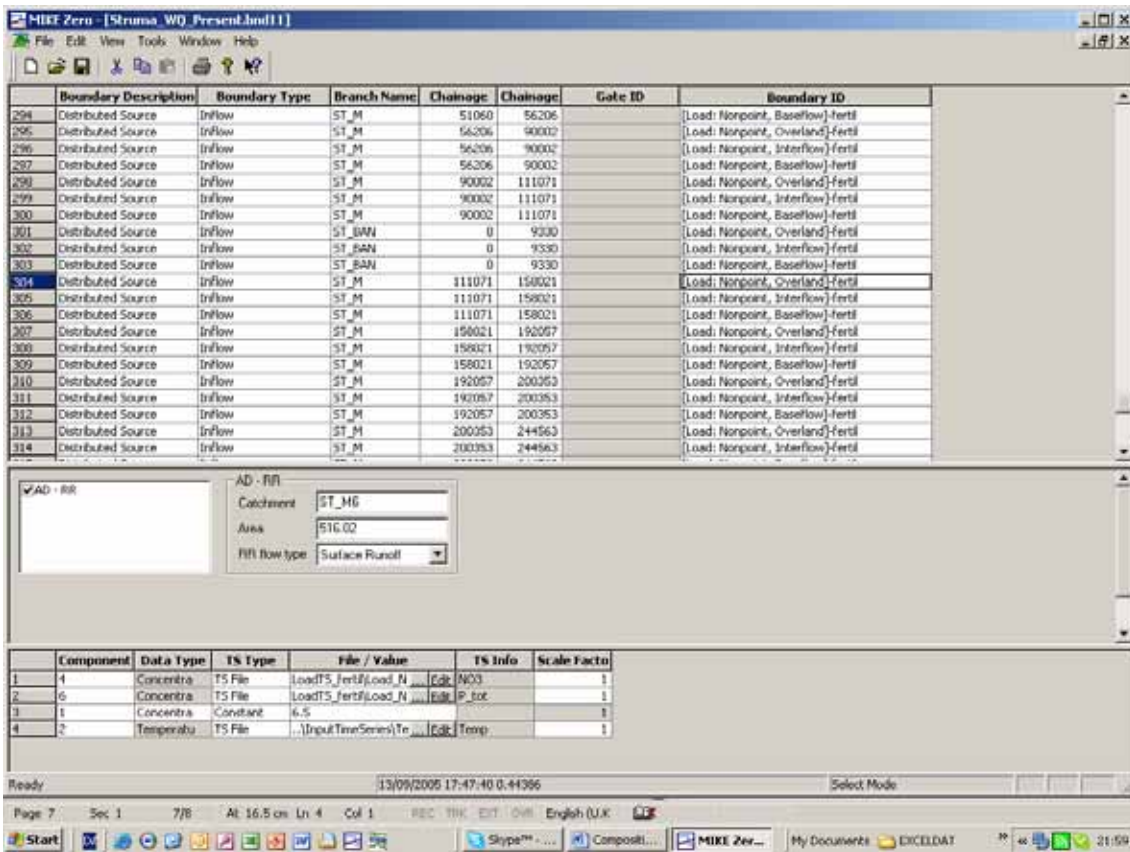 MIKE Zero - [Struma_WQ_Present.bnd11]
File Edit View Tools Window Help
Boundary Description Boundary Type Branch Name Chainage Chainage Gate ID Boundary ID
294 Distributed Source Inflow ST_M 51060 56206 [Load: Nonpoint, Baseflow]-fertil
295 Distributed Source Inflow ST_M 56206 90002 [Load: Nonpoint, Overland]-fertil
296 Distributed Source Inflow ST_M 56206 90002 [Load: Nonpoint, Interflow]-fertil
297 Distributed Source Inflow ST_M 56206 90002 [Load: Nonpoint, Baseflow]-fertil
298 Distributed Source Inflow ST_M 90002 111071 [Load: Nonpoint, Overland]-fertil
299 Distributed Source Inflow ST_M 90002 111071 [Load: Nonpoint, Interflow]-fertil
300 Distributed Source Inflow ST_M 90002 111071 [Load: Nonpoint, Baseflow]-fertil
301 Distributed Source Inflow ST_BAN 0 9330 [Load: Nonpoint, Overland]-fertil
302 Distributed Source Inflow ST_BAN 0 9330 [Load: Nonpoint, Interflow]-fertil
303 Distributed Source Inflow ST_BAN 0 9330 [Load: Nonpoint, Baseflow]-fertil
304 Distributed Source Inflow ST_M 111071 158021 [Load: Nonpoint, Overland]-fertil
305 Distributed Source Inflow ST_M 111071 158021 [Load: Nonpoint, Interflow]-fertil
306 Distributed Source Inflow ST_M 111071 158021 [Load: Nonpoint, Baseflow]-fertil
307 Distributed Source Inflow ST_M 158021 192057 [Load: Nonpoint, Overland]-fertil
308 Distributed Source Inflow ST_M 158021 192057 [Load: Nonpoint, Interflow]-fertil
309 Distributed Source Inflow ST_M 158021 192057 [Load: Nonpoint, Baseflow]-fertil
310 Distributed Source Inflow ST_M 192057 200353 [Load: Nonpoint, Overland]-fertil
311 Distributed Source Inflow ST_M 192057 200353 [Load: Nonpoint, Interflow]-fertil
312 Distributed Source Inflow ST_M 192057 200353 [Load: Nonpoint, Baseflow]-fertil
313 Distributed Source Inflow ST_M 200353 244563 [Load: Nonpoint, Overland]-fertil
314 Distributed Source Inflow ST_M 200353 244563 [Load: Nonpoint, Interflow]-fertil
AD - RR
AD - RR
Catchment ST_M6
Area 516.02
RR flow type Surface Runoff
Component Data Type TS Type File / Value TS Info Scale Facto
1 4 Concentra TS File LoadTS_fertil\Load_N ... Edit NO3 1
2 6 Concentra TS File LoadTS_fertil\Load_N ... Edit P_tot 1
3 1 Concentra Constant 6.5 1
4 2 Temperatu TS File ..\InputTimeSeries\Te ... Edit Temp 1
Ready 13/09/2005 17:47:40 0.44386 Select Mode
Page 7 Sec 1 7/8 At 16.5 cm Ln 4 Col 1 REC TRK EXT OVR English (U.K
Start Skype™ - ... Compositi... MIKE Zer... My Documents EXCELDAT 21:59